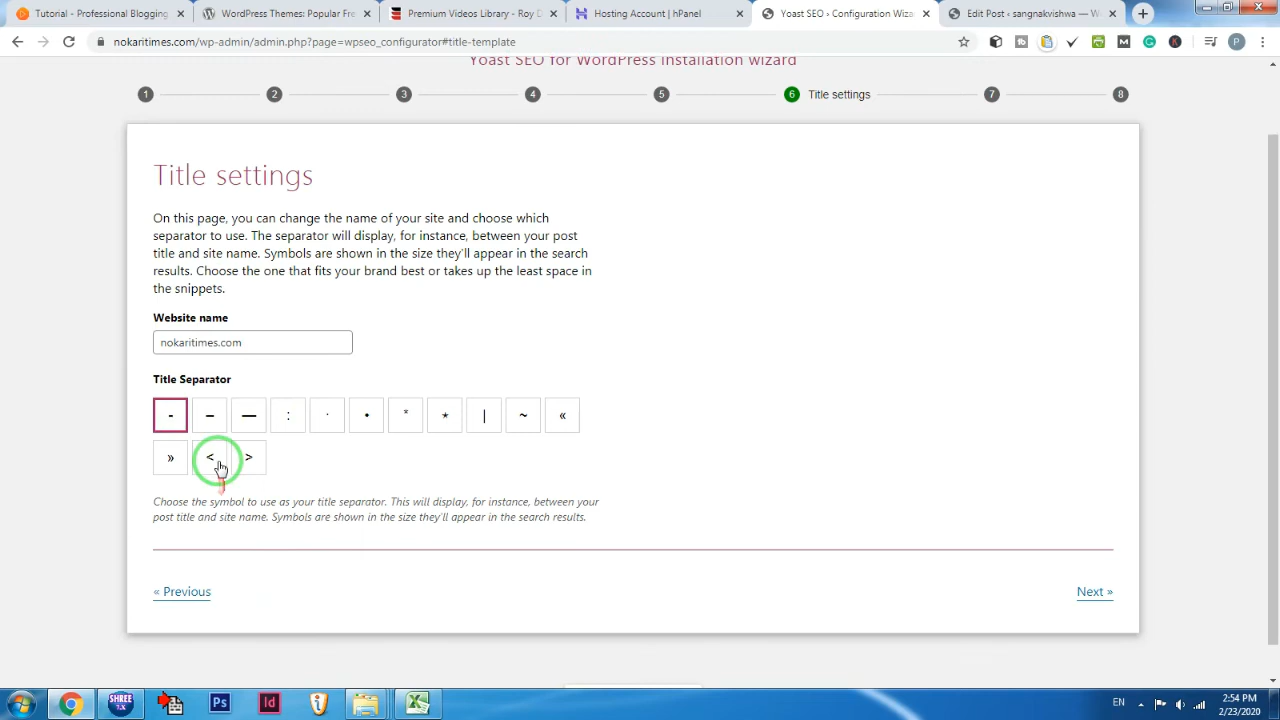 Tutorial - Professional Blogging
WordPress Themes: Popular Fre
Premium Videos Library - Roy D
Hosting Account | hPanel
Yoast SEO ‹ Configuration Wiza
Edit Post ‹ sangnakvishwa — W
nokaritimes.com/wp-admin/admin.php?page=wpseo_configurator#title-template
Yoast SEO for WordPress installation wizard
1 2 3 4 5 6 Title settings 7 8
Title settings
On this page, you can change the name of your site and choose which
separator to use. The separator will display, for instance, between your post
title and site name. Symbols are shown in the size they'll appear in the search
results. Choose the one that fits your brand best or takes up the least space in
the snippets.
Website name
nokaritimes.com
Title Separator
- – — : · • * ⋆ | ~ «
» < >
Choose the symbol to use as your title separator. This will display, for instance, between your
post title and site name. Symbols are shown in the size they'll appear in the search results.
« Previous
Next »
SHREE
Ps
Id
EN
2:54 PM
2/23/2020